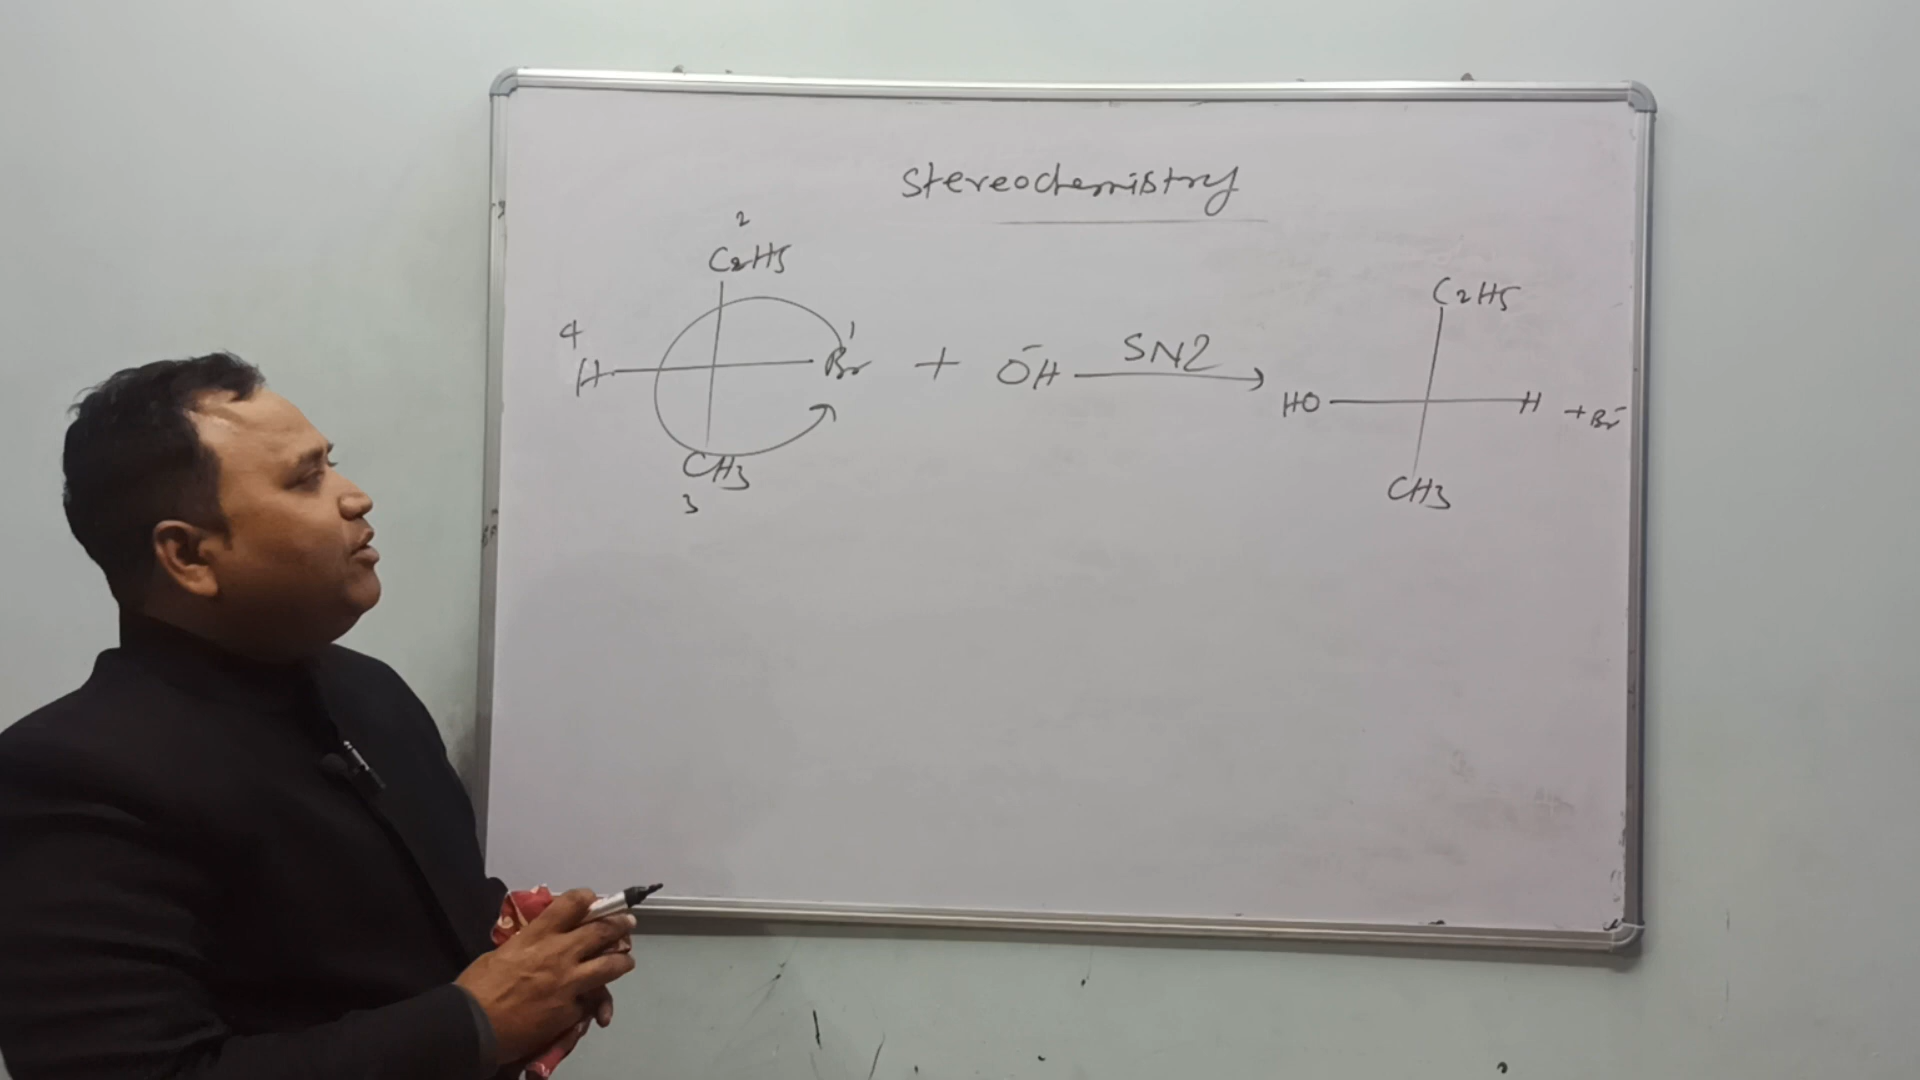 Stereochemistry
2
C2H5
4
H
1
Br
CH3
3
+ ŌH
SN2
C2H5
HO
H
+ Br⁻
CH3